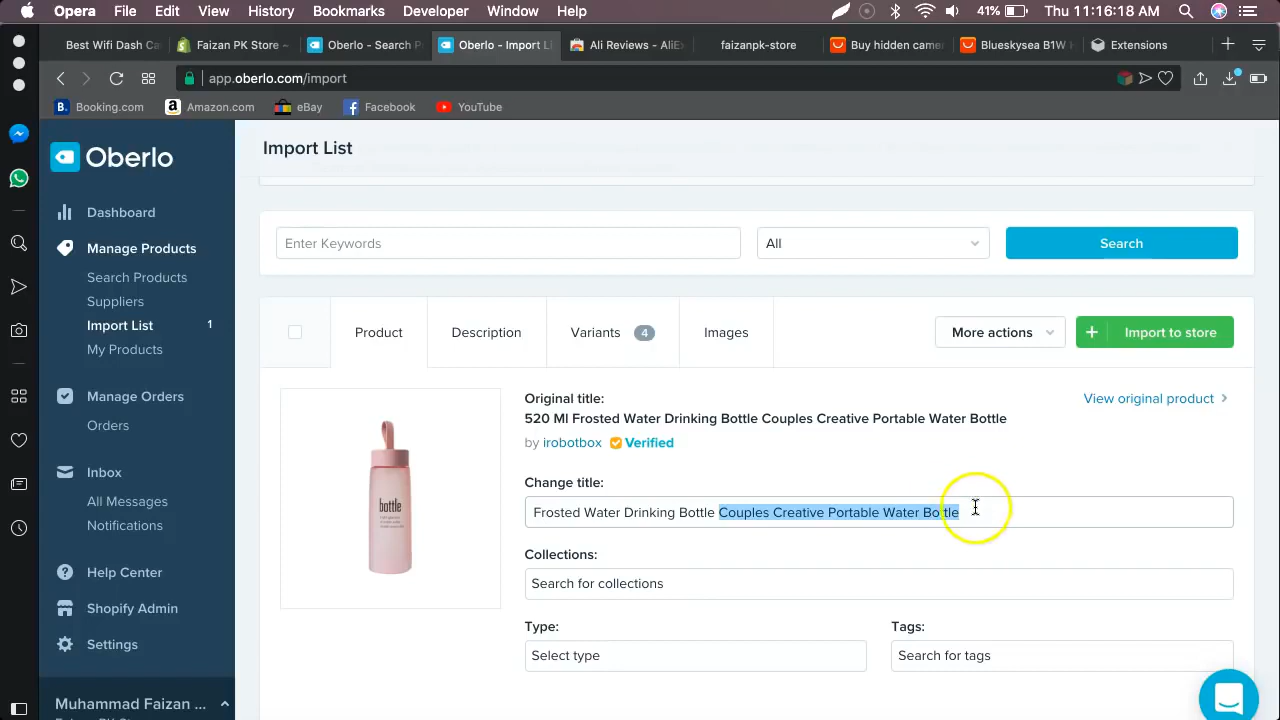 Opera File Edit View History Bookmarks Developer Window Help 41% Thu 11:16:18 AM
Best Wifi Dash Ca Faizan PK Store – Oberlo - Search P Oberlo - Import Li Ali Reviews - AliEx faizanpk-store Buy hidden came Blueskysea B1W Extensions
app.oberlo.com/import
Booking.com Amazon.com eBay Facebook YouTube
Oberlo
Import List
Dashboard
Manage Products
Search Products
Suppliers
Import List 1
My Products
Manage Orders
Orders
Inbox
All Messages
Notifications
Help Center
Shopify Admin
Settings
Muhammad Faizan ...
Enter Keywords All Search
Product Description Variants 4 Images More actions + Import to store
bottle
Original title: View original product
520 Ml Frosted Water Drinking Bottle Couples Creative Portable Water Bottle
by irobotbox Verified
Change title:
Frosted Water Drinking Bottle Couples Creative Portable Water Bottle
Collections:
Search for collections
Type: Tags:
Select type Search for tags